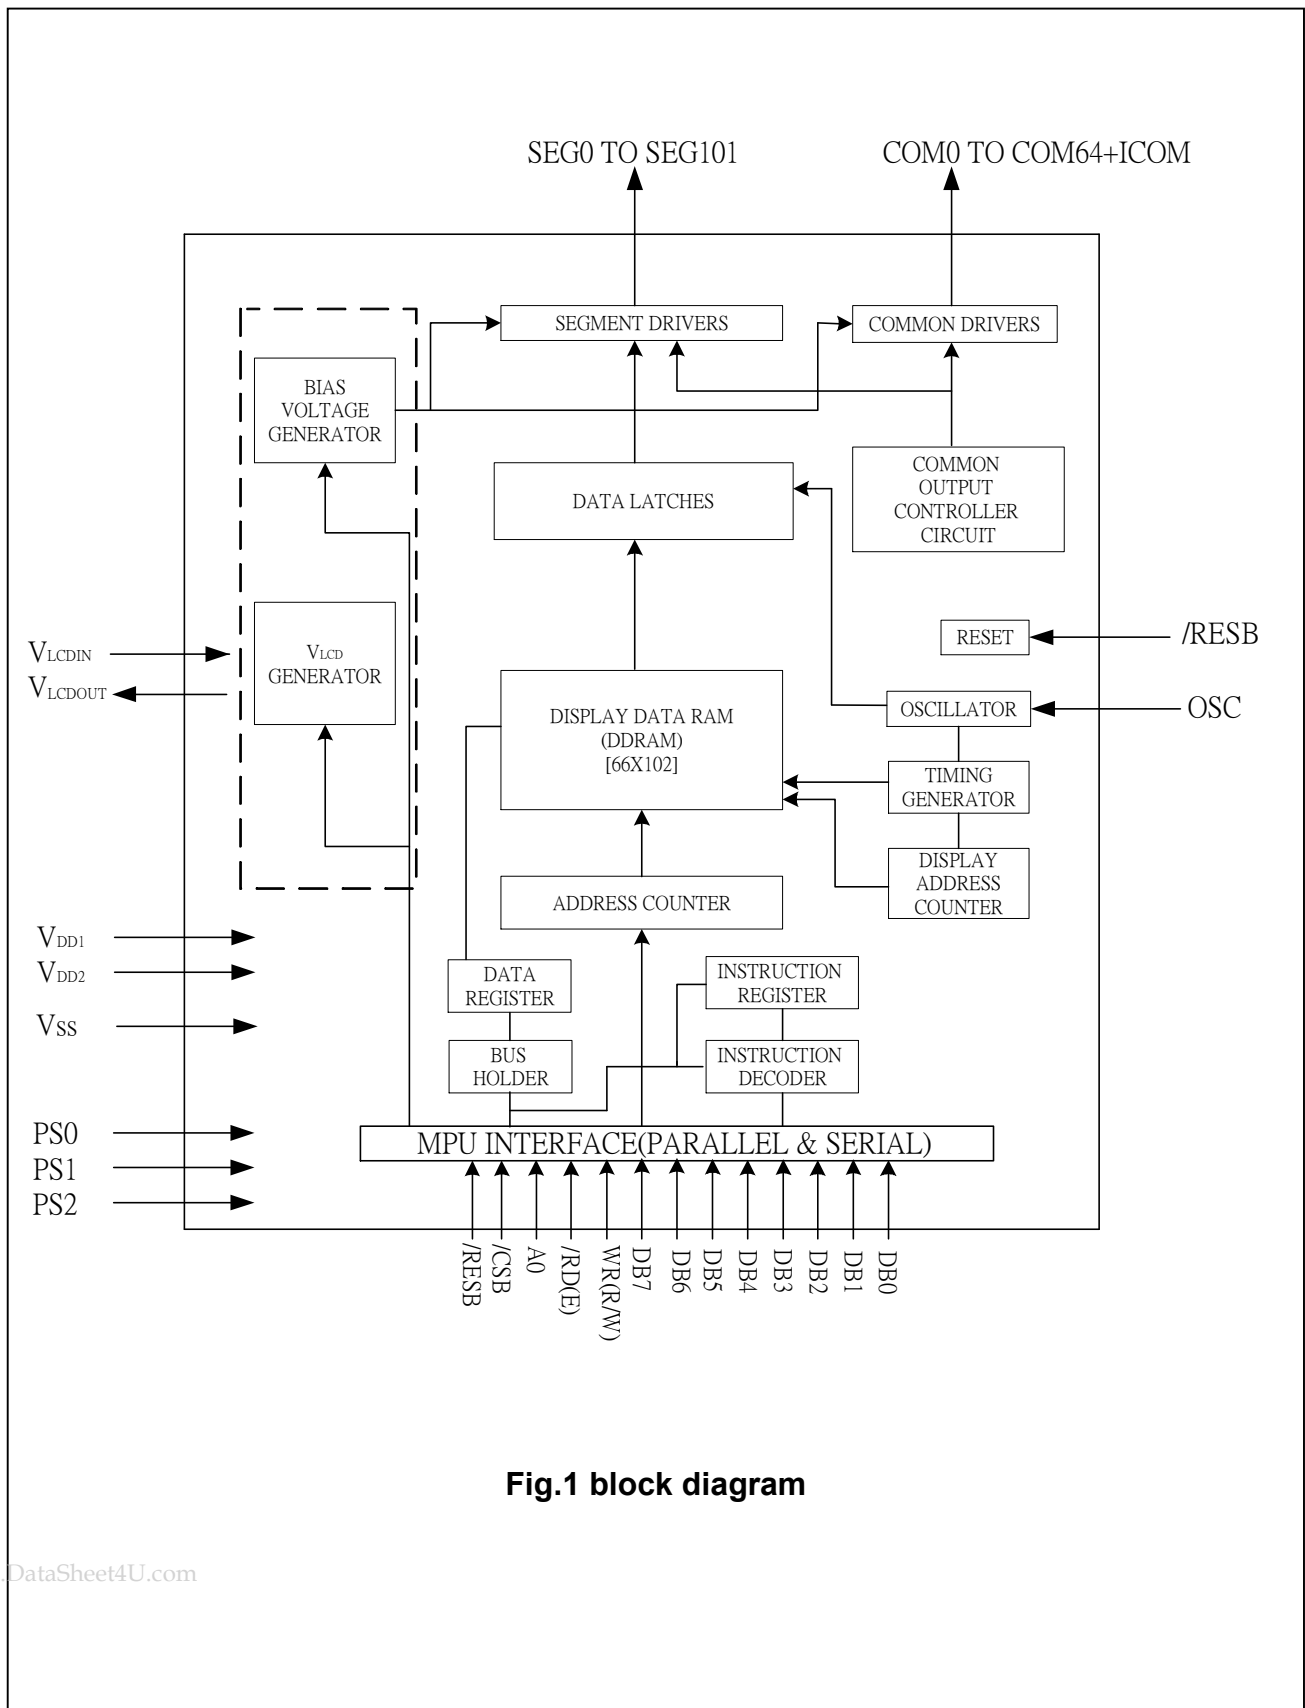 SEG0 TO SEG101
COM0 TO COM64+ICOM
SEGMENT DRIVERS
COMMON DRIVERS
BIAS
VOLTAGE
GENERATOR
COMMON
OUTPUT
CONTROLLER
CIRCUIT
DATA LATCHES
VLCD
GENERATOR
RESET
/RESB
VLCDIN
VLCDOUT
DISPLAY DATA RAM
(DDRAM)
[66X102]
OSCILLATOR
OSC
TIMING
GENERATOR
DISPLAY
ADDRESS
COUNTER
ADDRESS COUNTER
VDD1
VDD2
VSS
DATA
REGISTER
INSTRUCTION
REGISTER
BUS
HOLDER
INSTRUCTION
DECODER
PS0
PS1
PS2
MPU INTERFACE(PARALLEL & SERIAL)
/RESB
/CSB
A0
/RD(E)
WR(R/W)
DB7
DB6
DB5
DB4
DB3
DB2
DB1
DB0
Fig.1 block diagram
.DataSheet4U.com